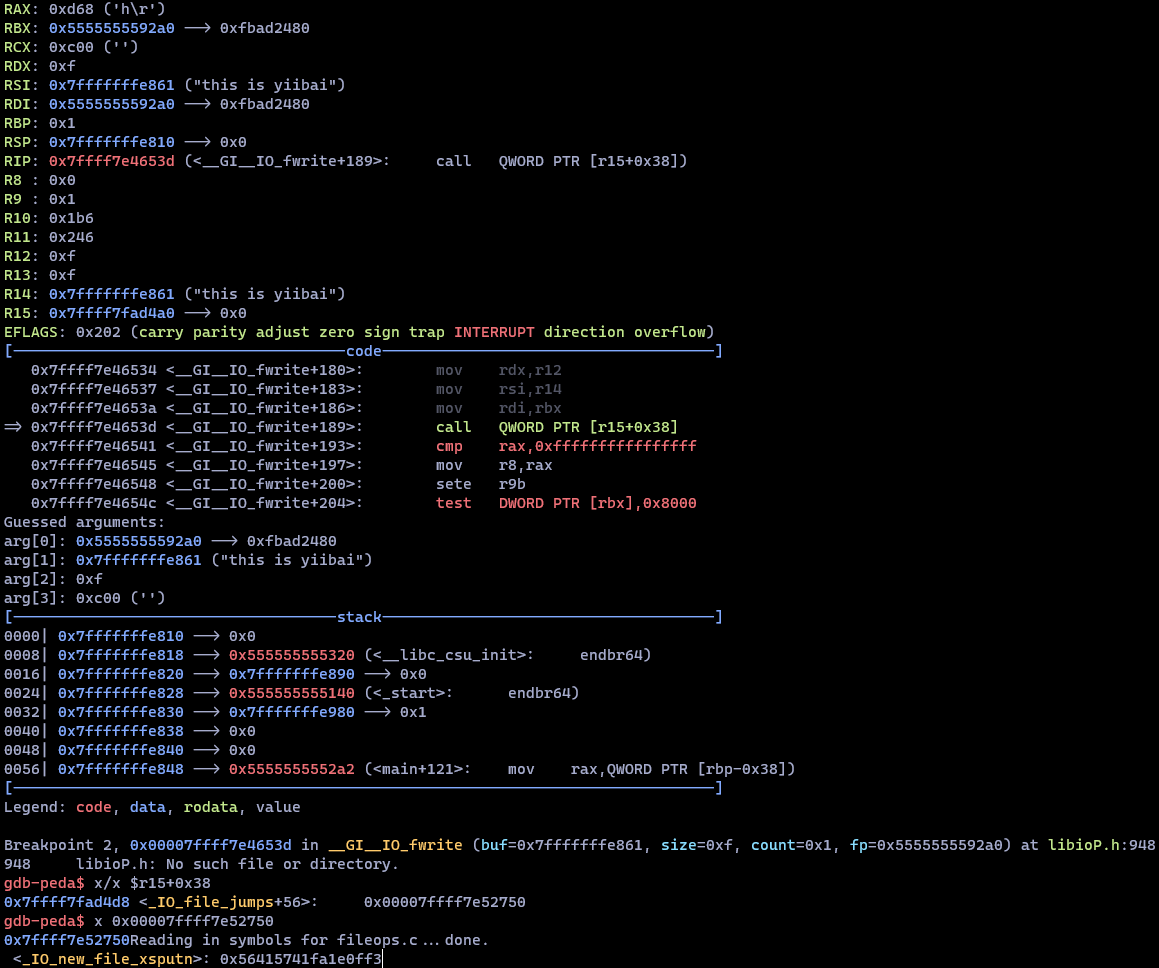 RAX: 0xd68 ('h\r')
RBX: 0x5555555592a0 --> 0xfbad2480
RCX: 0xc00 ('')
RDX: 0xf
RSI: 0x7fffffffe861 ("this is yiibai")
RDI: 0x5555555592a0 --> 0xfbad2480
RBP: 0x1
RSP: 0x7fffffffe810 --> 0x0
RIP: 0x7ffff7e4653d (<__GI__IO_fwrite+189>: call QWORD PTR [r15+0x38])
R8 : 0x0
R9 : 0x1
R10: 0x1b6
R11: 0x246
R12: 0xf
R13: 0xf
R14: 0x7fffffffe861 ("this is yiibai")
R15: 0x7ffff7fad4a0 --> 0x0
EFLAGS: 0x202 (carry parity adjust zero sign trap INTERRUPT direction overflow)
[-------------------------------------code-------------------------------------]
0x7ffff7e46534 <__GI__IO_fwrite+180>: mov rdx,r12
0x7ffff7e46537 <__GI__IO_fwrite+183>: mov rsi,r14
0x7ffff7e4653a <__GI__IO_fwrite+186>: mov rdi,rbx
=> 0x7ffff7e4653d <__GI__IO_fwrite+189>: call QWORD PTR [r15+0x38]
0x7ffff7e46541 <__GI__IO_fwrite+193>: cmp rax,0xffffffffffffffff
0x7ffff7e46545 <__GI__IO_fwrite+197>: mov r8,rax
0x7ffff7e46548 <__GI__IO_fwrite+200>: sete r9b
0x7ffff7e4654c <__GI__IO_fwrite+204>: test DWORD PTR [rbx],0x8000
Guessed arguments:
arg[0]: 0x5555555592a0 --> 0xfbad2480
arg[1]: 0x7fffffffe861 ("this is yiibai")
arg[2]: 0xf
arg[3]: 0xc00 ('')
[------------------------------------stack-------------------------------------]
0000| 0x7fffffffe810 --> 0x0
0008| 0x7fffffffe818 --> 0x555555555320 (<__libc_csu_init>: endbr64)
0016| 0x7fffffffe820 --> 0x7fffffffe890 --> 0x0
0024| 0x7fffffffe828 --> 0x555555555140 (<_start>: endbr64)
0032| 0x7fffffffe830 --> 0x7fffffffe980 --> 0x1
0040| 0x7fffffffe838 --> 0x0
0048| 0x7fffffffe840 --> 0x0
0056| 0x7fffffffe848 --> 0x5555555552a2 (<main+121>: mov rax,QWORD PTR [rbp-0x38])
[------------------------------------------------------------------------------]
Legend: code, data, rodata, value
Breakpoint 2, 0x00007ffff7e4653d in __GI__IO_fwrite (buf=0x7fffffffe861, size=0xf, count=0x1, fp=0x5555555592a0) at libioP.h:948
948 libioP.h: No such file or directory.
gdb-peda$ x/x $r15+0x38
0x7ffff7fad4d8 <_IO_file_jumps+56>: 0x00007ffff7e52750
gdb-peda$ x 0x00007ffff7e52750
0x7ffff7e52750Reading in symbols for fileops.c...done.
<_IO_new_file_xsputn>: 0x56415741fa1e0ff3